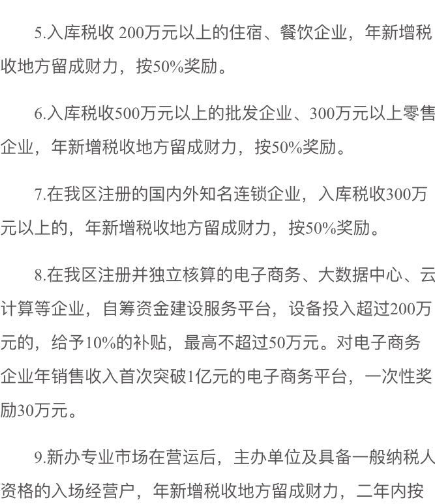 5.入库税收 200万元以上的住宿、餐饮企业，年新增税
收地方留成财力，按50%奖励。
6.入库税收500万元以上的批发企业、300万元以上零售
企业，年新增税收地方留成财力，按50%奖励。
7.在我区注册的国内外知名连锁企业，入库税收300万
元以上的，年新增税收地方留成财力，按50%奖励。
8.在我区注册并独立核算的电子商务、大数据中心、云
计算等企业，自筹资金建设服务平台，设备投入超过200万
元的，给予10%的补贴，最高不超过50万元。对电子商务
企业年销售收入首次突破1亿元的电子商务平台，一次性奖
励30万元。
9.新办专业市场在营运后，主办单位及具备一般纳税人
资格的入场经营户，年新增税收地方留成财力，二年内按